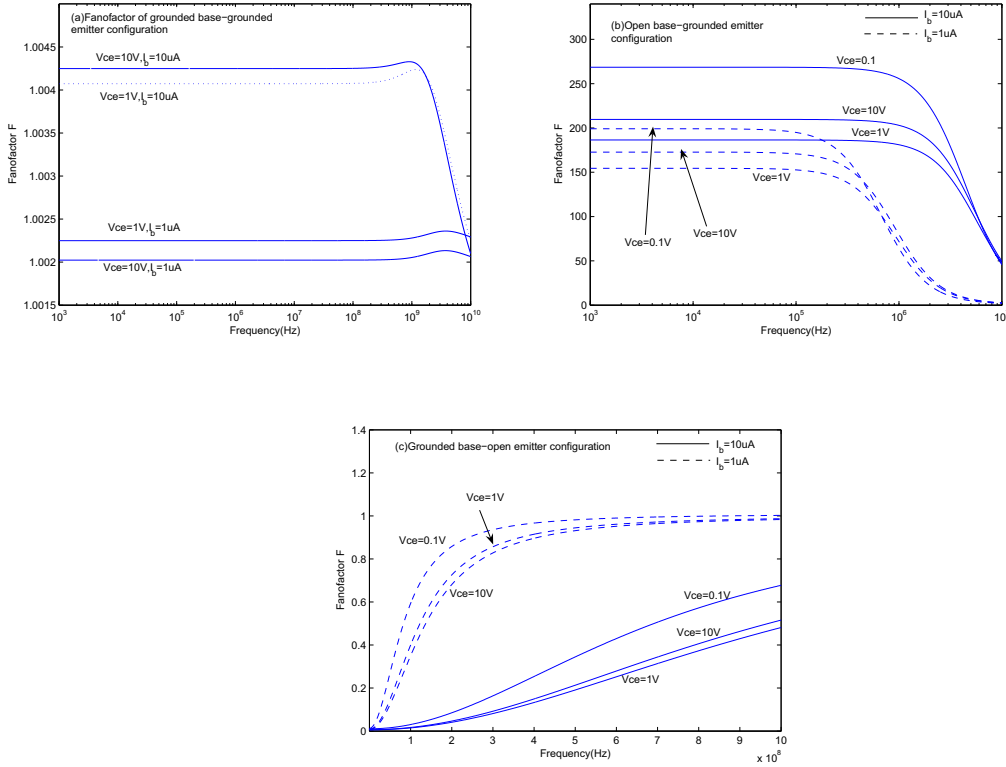 (a)Fanofactor of grounded base-grounded
emitter configuration
1.0045
Vce=10V,I_b=10uA
1.004
Vce=1V,I_b=10uA
1.0035
Fanofactor F
1.003
1.0025
Vce=1V,I_b=1uA
1.002
Vce=10V,I_b=1uA
1.0015
10^3 10^4 10^5 10^6 10^7 10^8 10^9 10^10
Frequency(Hz)
(b)Open base-grounded emitter
configuration
I_b=10uA
I_b=1uA
300
Vce=0.1
250
Vce=10V
200
Vce=1V
Fanofactor F
150
Vce=1V
100
Vce=0.1V
Vce=10V
50
0
10^3 10^4 10^5 10^6 10
Frequency(Hz)
1.4
(c)Grounded base-open emitter configuration
I_b=10uA
I_b=1uA
1.2
Vce=1V
1
Vce=0.1V
0.8
Fanofactor F
Vce=10V
0.6
Vce=0.1V
Vce=10V
0.4
Vce=1V
0.2
0
1 2 3 4 5 6 7 8 9 10
Frequency(Hz)
x 10^8